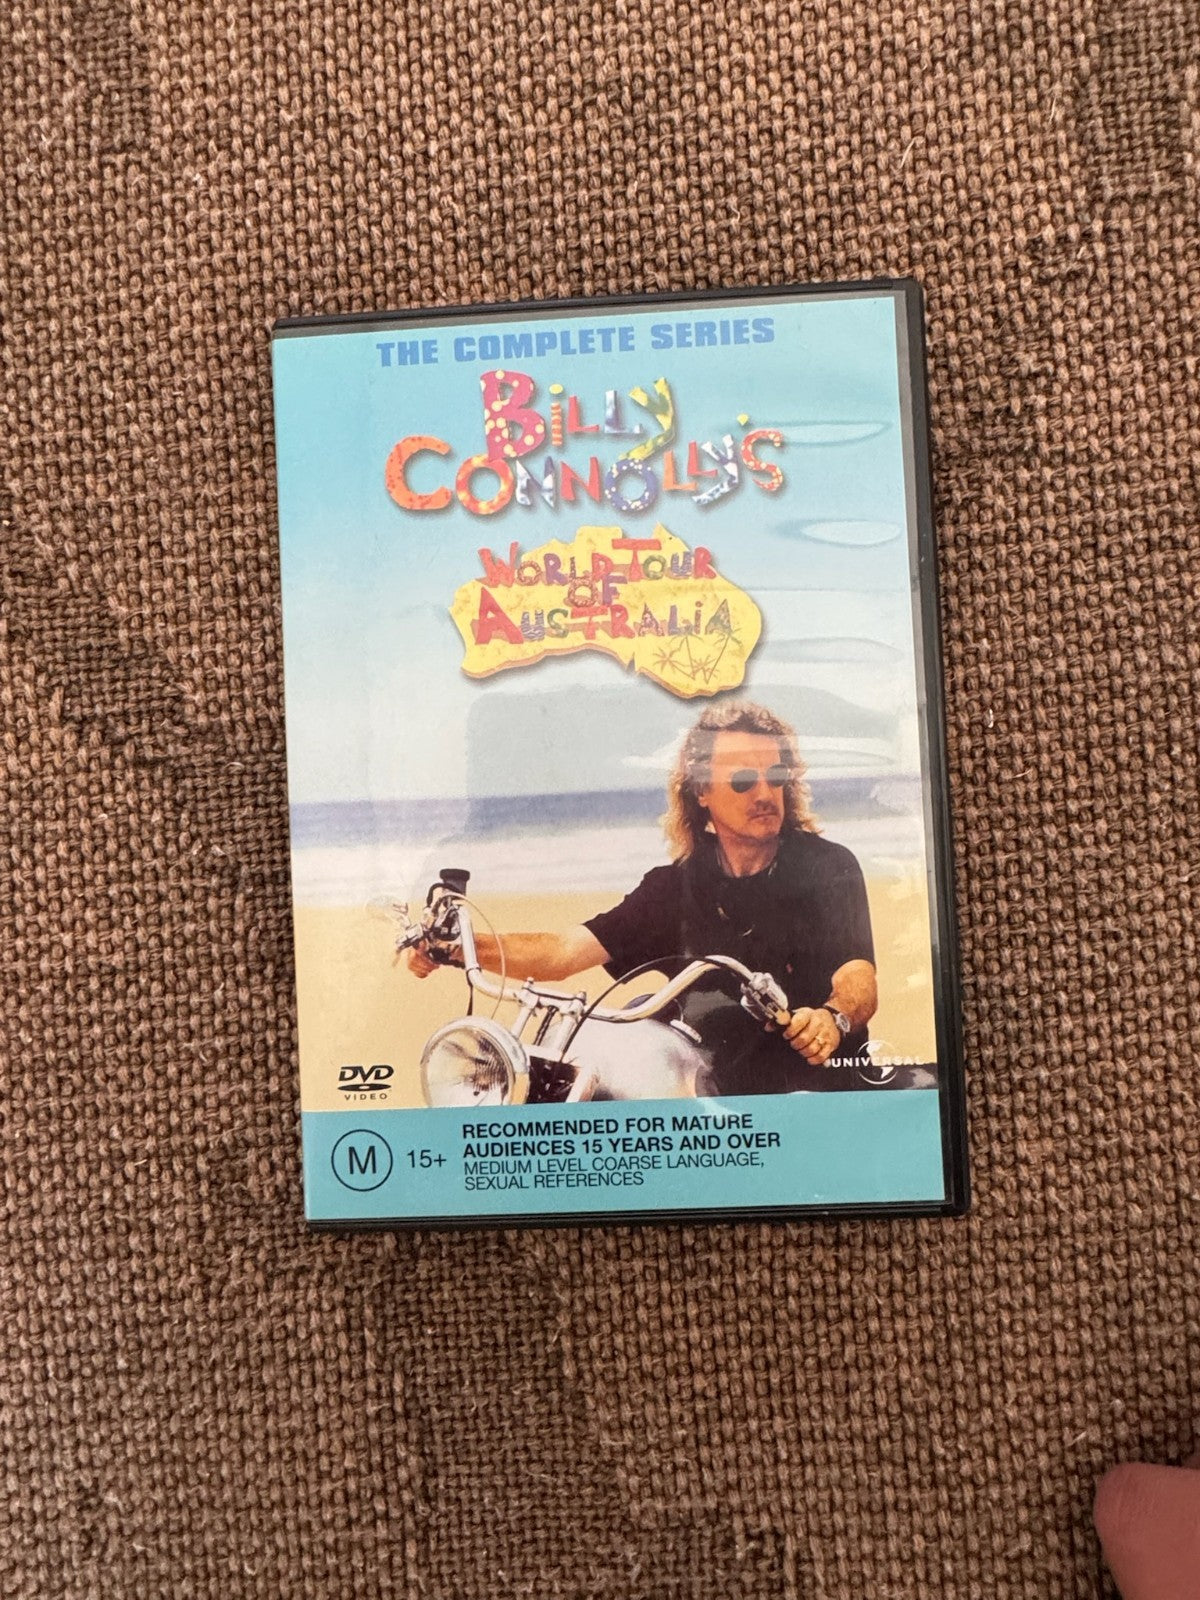 THE COMPLETE SERIES
BILLY
CONNOLLY'S
WORLD TOUR
OF
AUSTRALIA
DVD
VIDEO
UNIVERSAL
M 15+
RECOMMENDED FOR MATURE
AUDIENCES 15 YEARS AND OVER
MEDIUM LEVEL COARSE LANGUAGE,
SEXUAL REFERENCES